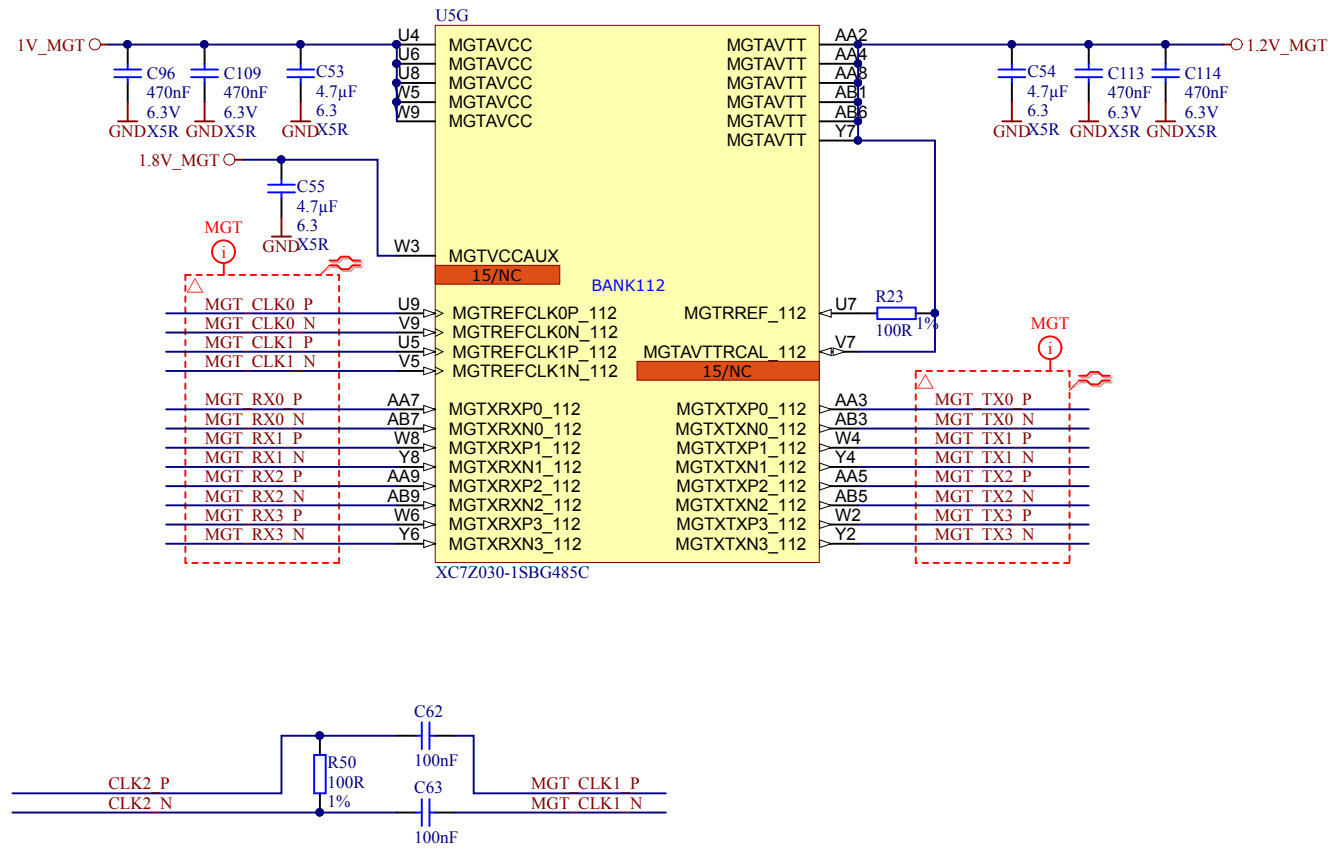 U5G
1V_MGT
C96
470nF
6.3V
X5R
GND
C109
470nF
6.3V
X5R
GND
C53
4.7µF
6.3
X5R
GND
1.8V_MGT
C55
4.7µF
6.3
X5R
GND
U4 MGTAVCC
U6 MGTAVCC
U8 MGTAVCC
W5 MGTAVCC
W9 MGTAVCC
W3 MGTVCCAUX
15/NC
BANK112
MGTAVTT AA2
MGTAVTT AA4
MGTAVTT AA8
MGTAVTT AB1
MGTAVTT AB6
MGTAVTT Y7
1.2V_MGT
C54
4.7µF
6.3
X5R
GND
C113
470nF
6.3V
X5R
GND
C114
470nF
6.3V
X5R
GND
MGT
i
MGT_CLK0_P U9 MGTREFCLK0P_112
MGT_CLK0_N V9 MGTREFCLK0N_112
MGT_CLK1_P U5 MGTREFCLK1P_112
MGT_CLK1_N V5 MGTREFCLK1N_112
MGT_RX0_P AA7 MGTXRXP0_112
MGT_RX0_N AB7 MGTXRXN0_112
MGT_RX1_P W8 MGTXRXP1_112
MGT_RX1_N Y8 MGTXRXN1_112
MGT_RX2_P AA9 MGTXRXP2_112
MGT_RX2_N AB9 MGTXRXN2_112
MGT_RX3_P W6 MGTXRXP3_112
MGT_RX3_N Y6 MGTXRXN3_112
MGTRREF_112 U7
R23
100R
1%
MGTAVTTRCAL_112 V7
15/NC
MGT
i
MGTXTXP0_112 AA3 MGT_TX0_P
MGTXTXN0_112 AB3 MGT_TX0_N
MGTXTXP1_112 W4 MGT_TX1_P
MGTXTXN1_112 Y4 MGT_TX1_N
MGTXTXP2_112 AA5 MGT_TX2_P
MGTXTXN2_112 AB5 MGT_TX2_N
MGTXTXP3_112 W2 MGT_TX3_P
MGTXTXN3_112 Y2 MGT_TX3_N
XC7Z030-1SBG485C
C62
100nF
R50
100R
1%
C63
100nF
CLK2_P
CLK2_N
MGT_CLK1_P
MGT_CLK1_N